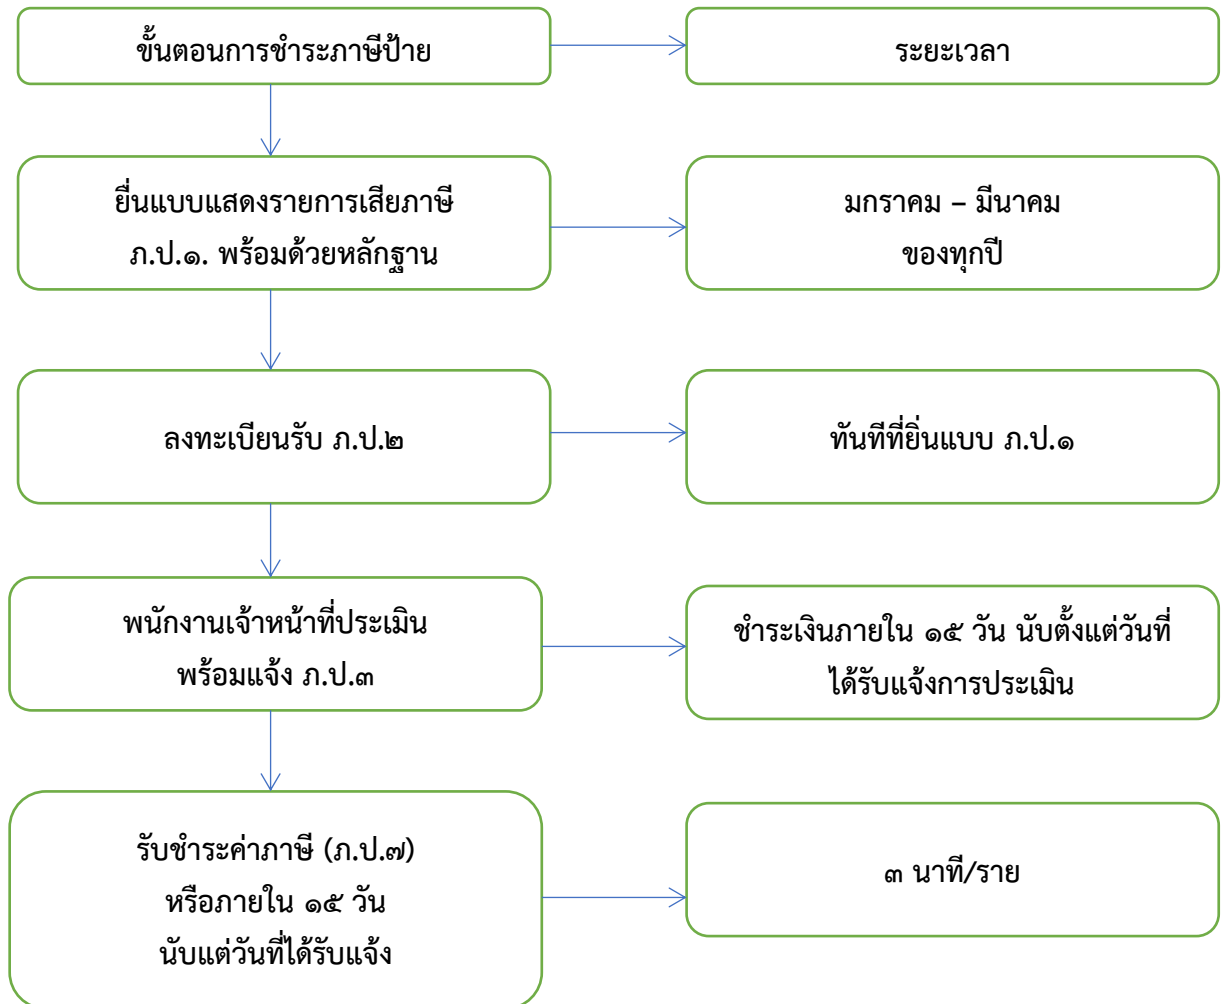 ขั้นตอนการชำระภาษีป้าย
ระยะเวลา
ยื่นแบบแสดงรายการเสียภาษี
ภ.ป.๑. พร้อมด้วยหลักฐาน
มกราคม – มีนาคม
ของทุกปี
ลงทะเบียนรับ ภ.ป.๒
ทันทีที่ยิ่นแบบ ภ.ป.๑
พนักงานเจ้าหน้าที่ประเมิน
พร้อมแจ้ง ภ.ป.๓
ชำระเงินภายใน ๑๕ วัน นับตั้งแต่วันที่
ได้รับแจ้งการประเมิน
รับชำระค่าภาษี (ภ.ป.๗)
หรือภายใน ๑๕ วัน
นับแต่วันที่ได้รับแจ้ง
๓ นาที/ราย